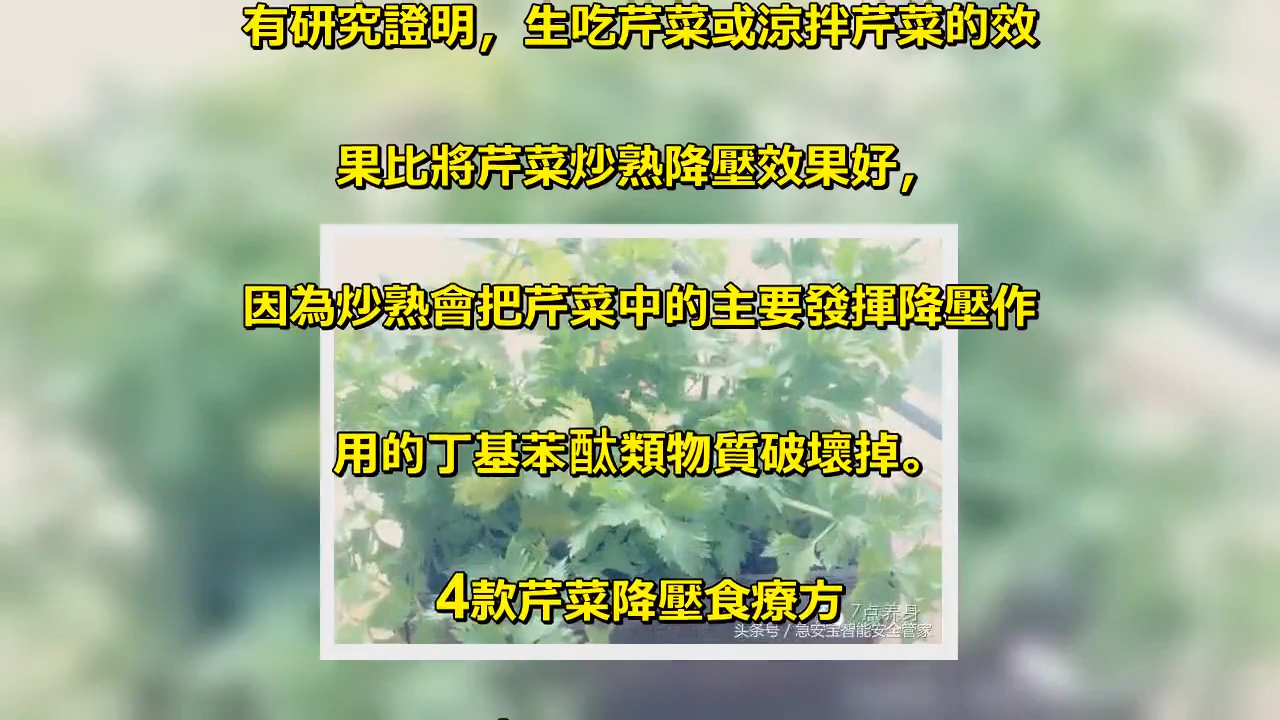 有研究證明，生吃芹菜或涼拌芹菜的效
果比將芹菜炒熟降壓效果好，
因為炒熟會把芹菜中的主要發揮降壓作
用的丁基苯酞類物質破壞掉。
4款芹菜降壓食療方
7点养身
头条号 / 急安宝智能安全管家